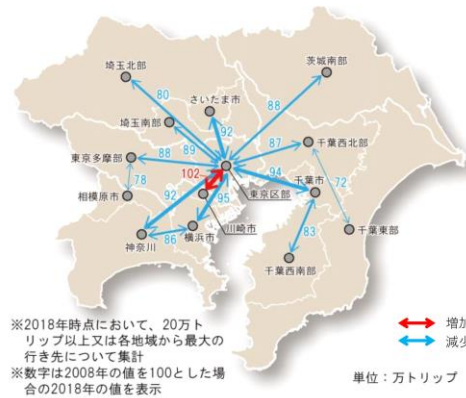 埼玉北部
茨城南部
さいたま市
80
88
埼玉南部
92
千葉西北部
東京多摩部
89
88
87
102
東京区部
94
千葉市
78
72
相模原市
92
95
86
83
川崎市
千葉東部
神奈川
横浜市
千葉西南部
増加
減少
※2018年時点において、20万ト
リップ以上又は各地域から最大の
行き先について集計
※数字は2008年の値を100とした場
合の2018年の値を表示
単位：万トリップ